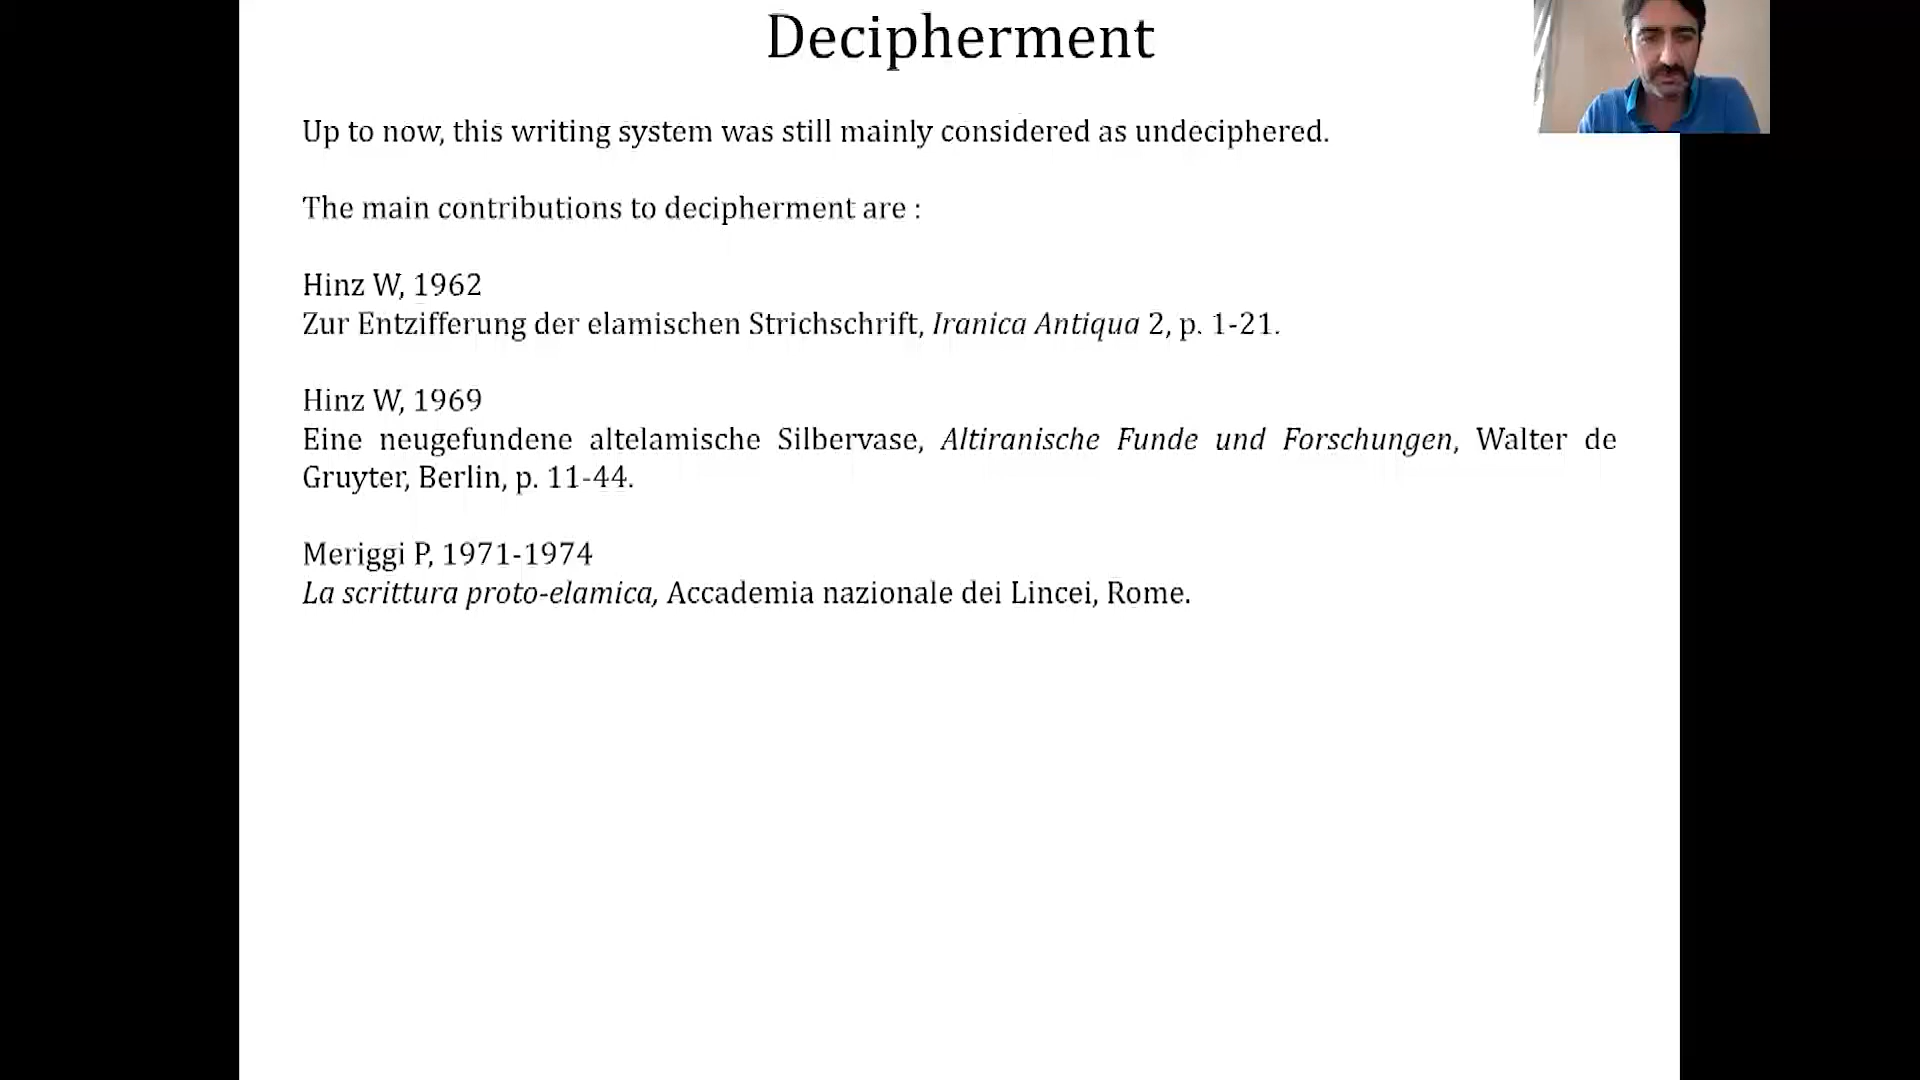 Decipherment
Up to now, this writing system was still mainly considered as undeciphered.
The main contributions to decipherment are :
Hinz W, 1962
Zur Entzifferung der elamischen Strichschrift, Iranica Antiqua 2, p. 1-21.
Hinz W, 1969
Eine neugefundene altelamische Silbervase, Altiranische Funde und Forschungen, Walter de
Gruyter, Berlin, p. 11-44.
Meriggi P, 1971-1974
La scrittura proto-elamica, Accademia nazionale dei Lincei, Rome.